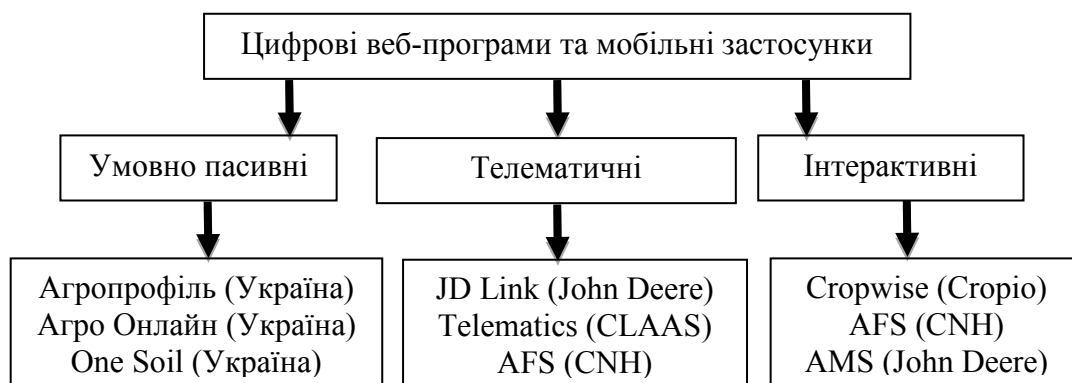 Цифрові веб-програми та мобільні застосунки
Умовно пасивні
Телематичні
Інтерактивні
Агропрофіль (Україна)
Агро Онлайн (Україна)
One Soil (Україна)
JD Link (John Deere)
Telematics (CLAAS)
AFS (CNH)
Cropwise (Cropio)
AFS (CNH)
AMS (John Deere)